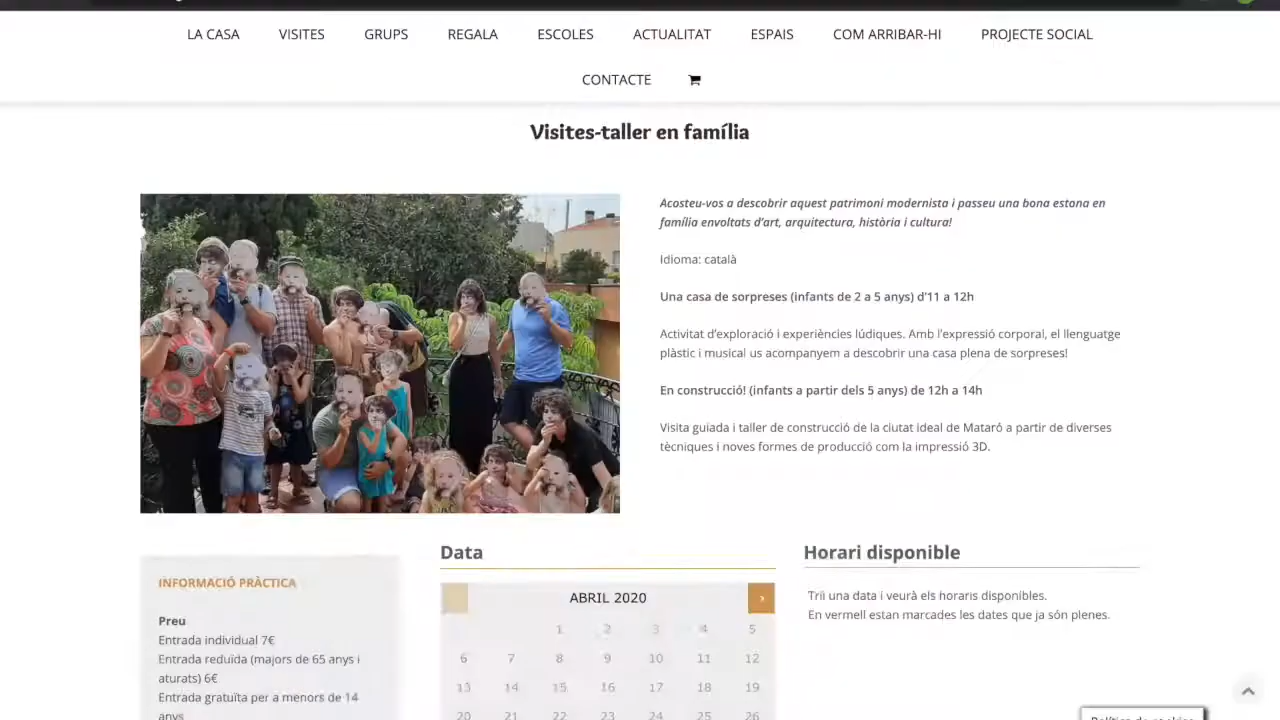 LA CASA VISITES GRUPS REGALA ESCOLES ACTUALITAT ESPAIS COM ARRIBAR-HI PROJECTE SOCIAL
CONTACTE
Visites-taller en família
Acosteu-vos a descobrir aquest patrimoni modernista i passeu una bona estona en
família envoltats d'art, arquitectura, història i cultura!
Idioma: català
Una casa de sorpreses (infants de 2 a 5 anys) d'11 a 12h
Activitat d'exploració i experiències lúdiques. Amb l'expressió corporal, el llenguatge
plàstic i musical us acompanyem a descobrir una casa plena de sorpreses!
En construcció! (infants a partir dels 5 anys) de 12h a 14h
Visita guiada i taller de construcció de la ciutat ideal de Mataró a partir de diverses
tècniques i noves formes de producció com la impressió 3D.
INFORMACIÓ PRÀCTICA
Preu
Entrada individual 7€
Entrada reduïda (majors de 65 anys i
aturats) 6€
Entrada gratuïta per a menors de 14
anys
Data
ABRIL 2020
1 2 3 4 5
6 7 8 9 10 11 12
13 14 15 16 17 18 19
20 21 22 23 24 25 26
Horari disponible
Triï una data i veurà els horaris disponibles.
En vermell estan marcades les dates que ja són plenes.
Política de cookies